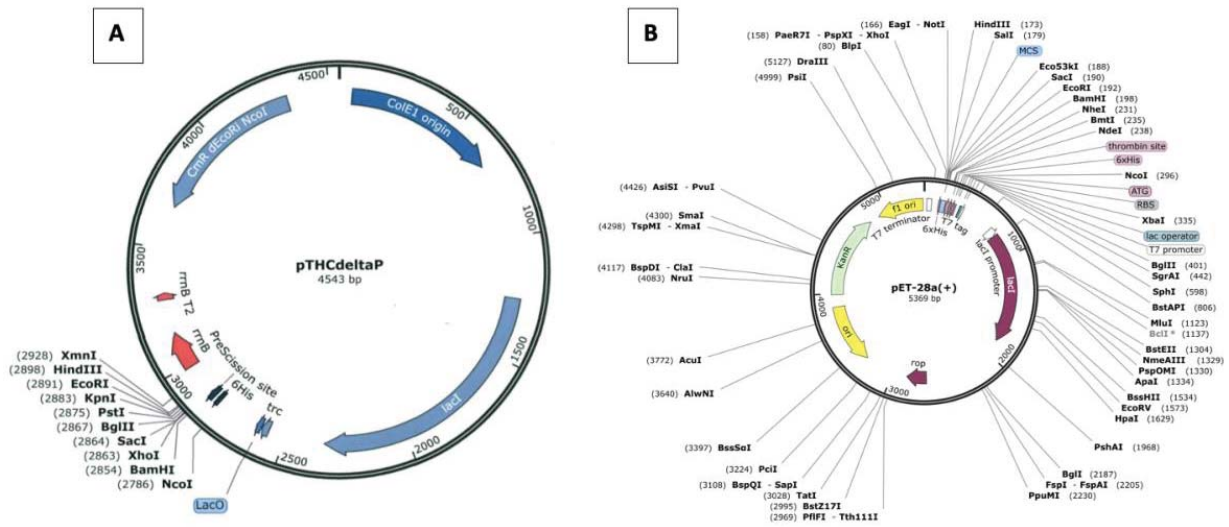 A
4500
ColE1 origin
500
1000
1500
2000
2500
3000
3500
4000
CmR dEcoRI NcoI
pTHCdeltaP
4543 bp
rrnB T2
rrnB
PreScission site
6His
trc
lacI
LacO
(2928) XmnI
(2898) HindIII
(2891) EcoRI
(2883) KpnI
(2875) PstI
(2867) BglII
(2864) SacI
(2863) XhoI
(2854) BamHI
(2786) NcoI
B
(166) EagI - NotI
(158) PaeR7I - PspXI - XhoI
(80) BlpI
(5127) DraIII
(4999) PsiI
(4426) AsiSI - PvuI
(4300) SmaI
(4298) TspMI - XmaI
(4117) BspDI - ClaI
(4083) NruI
(3772) AcuI
(3640) AlwNI
(3397) BssSαI
(3224) PciI
(3108) BspQI - SapI
(3028) TatI
(2995) BstZ17I
(2969) PflFI - Tth111I
HindIII (173)
SalI (179)
MCS
Eco53kI (188)
SacI (190)
EcoRI (192)
BamHI (198)
NheI (231)
BmtI (235)
NdeI (238)
thrombin site
6xHis
NcoI (296)
ATG
RBS
XbaI (335)
lac operator
T7 promoter
BglII (401)
SgrAI (442)
SphI (598)
BstAPI (806)
MluI (1123)
BclI * (1137)
BstEII (1304)
NmeAIII (1329)
PspOMI (1330)
ApaI (1334)
BssHII (1534)
EcoRV (1573)
HpaI (1629)
PshAI (1968)
BglI (2187)
FspI - FspAI (2205)
PpuMI (2230)
5000
f1 ori
T7 terminator
6xHis
T7 tag
lacI promoter
1000
lacI
2000
rop
3000
ori
4000
KanR
pET-28a(+)
5369 bp